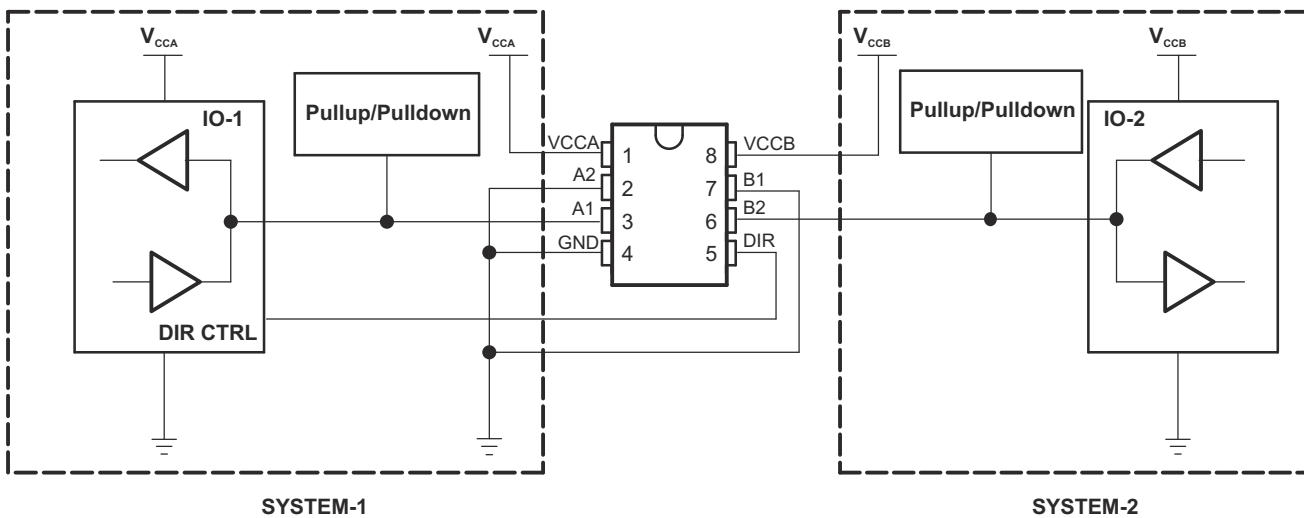 VCCA
VCCA
VCCB
VCCB
IO-1
Pullup/Pulldown
Pullup/Pulldown
IO-2
VCCA
1
8
VCCB
A2
2
7
B1
A1
3
6
B2
GND
4
5
DIR
DIR CTRL
SYSTEM-1
SYSTEM-2